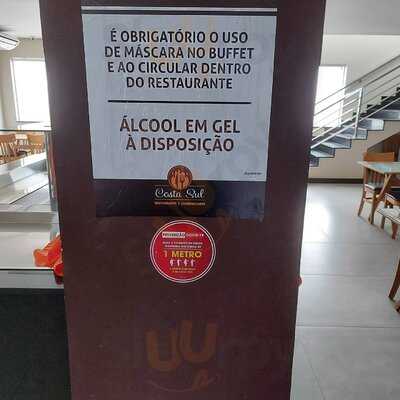 É OBRIGATÓRIO O USO
DE MÁSCARA NO BUFFET
E AO CIRCULAR DENTRO
DO RESTAURANTE
ÁLCOOL EM GEL
À DISPOSIÇÃO
Costa Sul
1 METRO